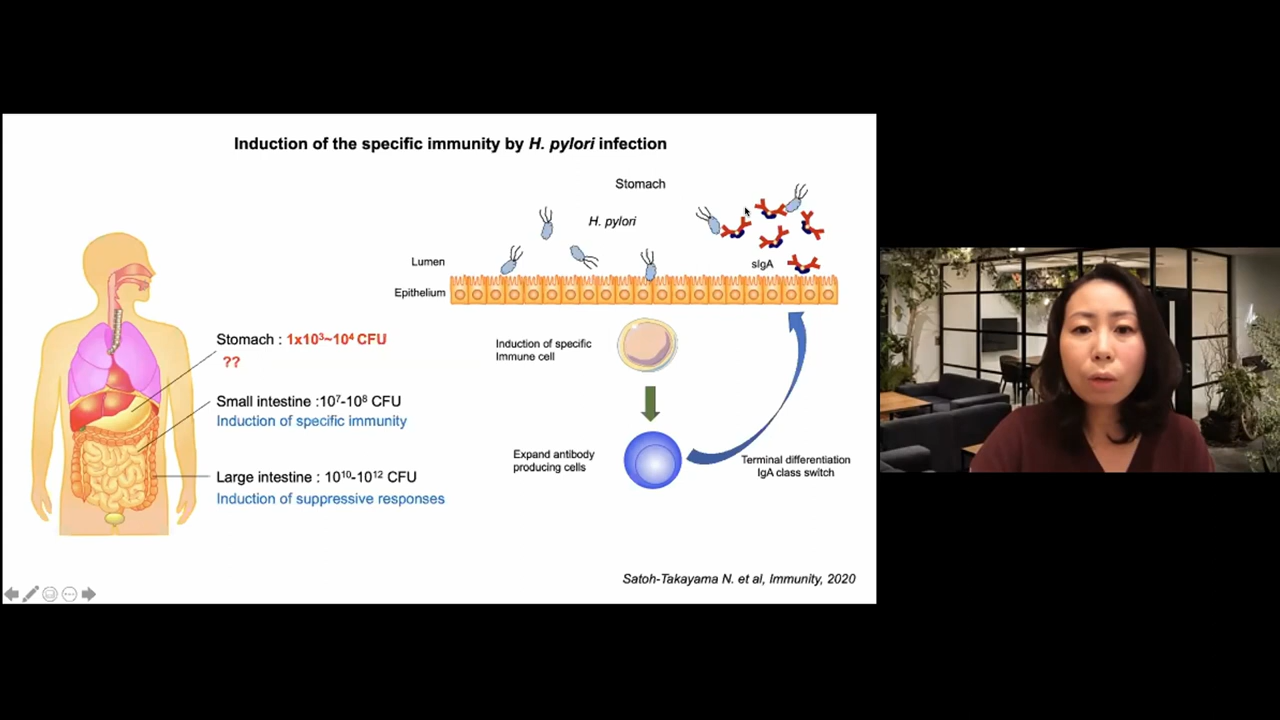 Induction of the specific immunity by H. pylori infection
Stomach
H. pylori
Lumen
sIgA
Epithelium
Stomach : 1x10³~10⁴ CFU
??
Small intestine :10⁷-10⁸ CFU
Induction of specific immunity
Large intestine : 10¹⁰-10¹² CFU
Induction of suppressive responses
Induction of specific
Immune cell
Expand antibody
producing cells
Terminal differentiation
IgA class switch
Satoh-Takayama N. et al, Immunity, 2020